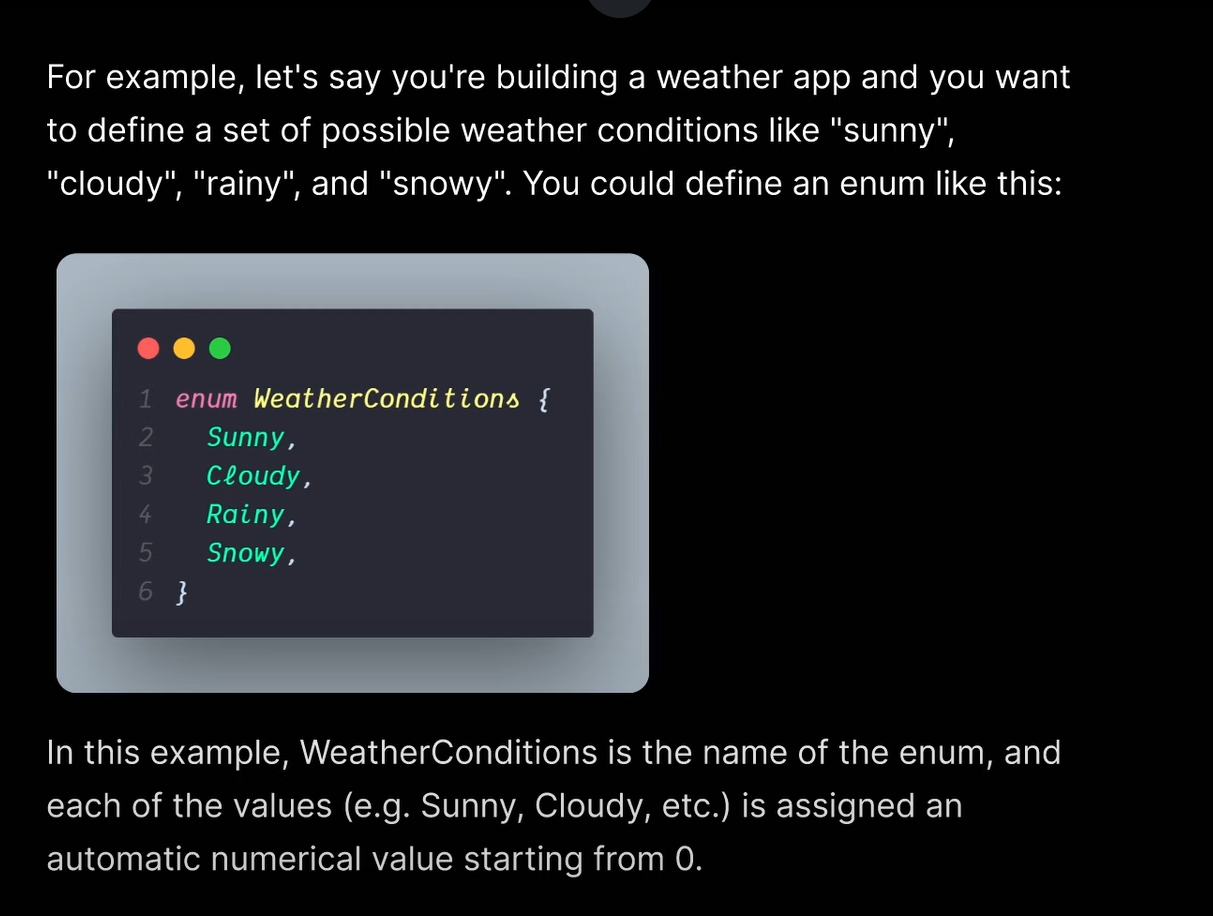 For example, let's say you're building a weather app and you want
to define a set of possible weather conditions like "sunny",
"cloudy", "rainy", and "snowy". You could define an enum like this:
1 enum WeatherConditions {
2 Sunny,
3 Cloudy,
4 Rainy,
5 Snowy,
6 }
In this example, WeatherConditions is the name of the enum, and
each of the values (e.g. Sunny, Cloudy, etc.) is assigned an
automatic numerical value starting from 0.